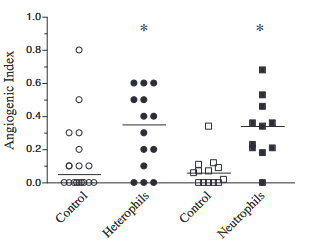 1.0
* *
0.8
0.6
0.4
0.2
0.0
Angiogenic Index
Control
Heterophils
Control
Neutrophils